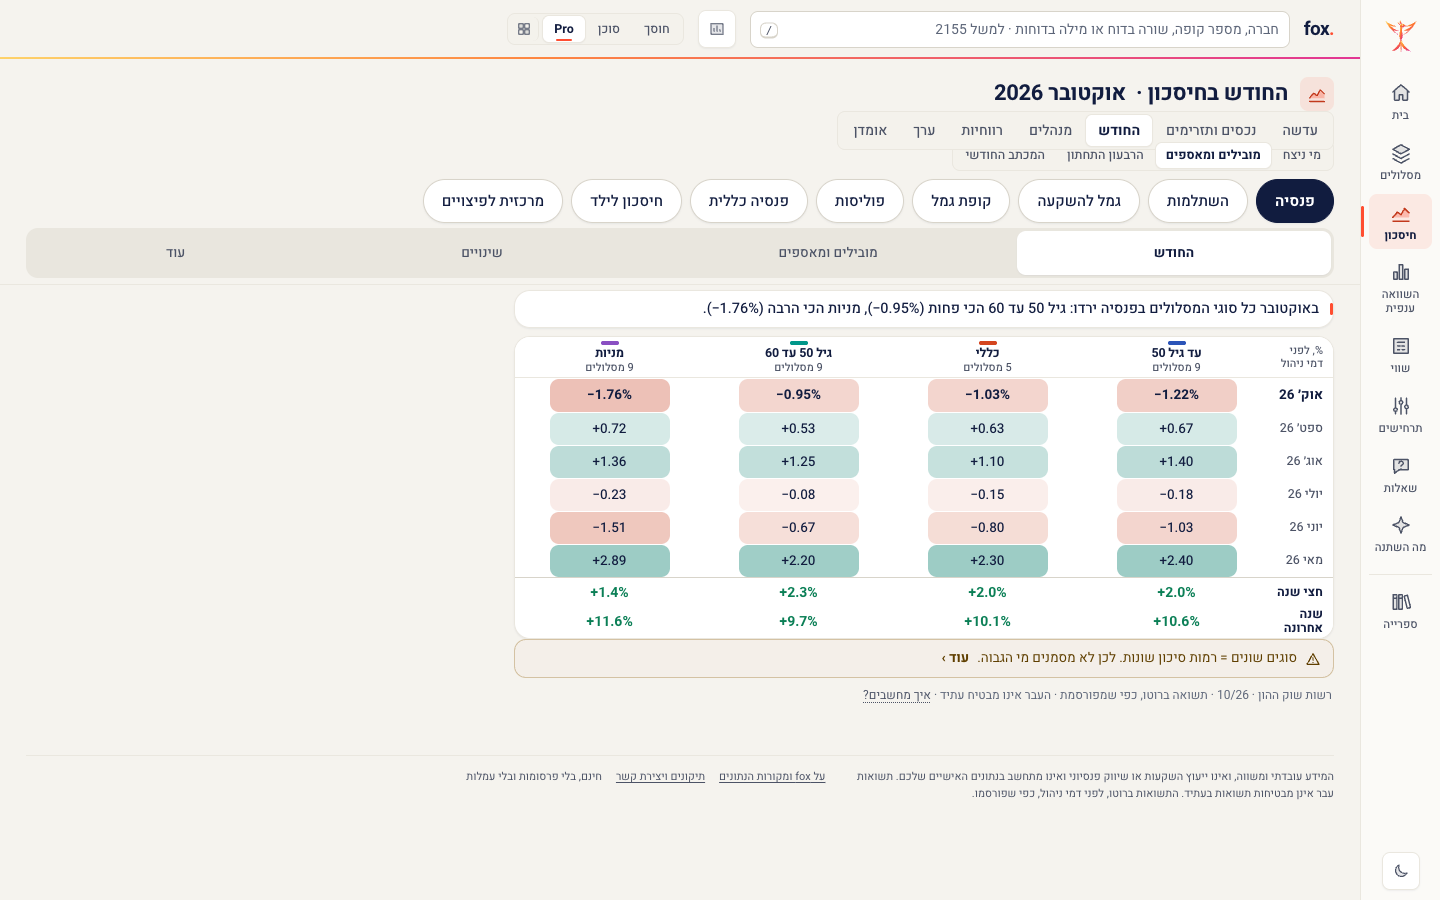 fox.
חברה, מספר קופה, שורה בדוח או מילה בדוחות · למשל 2155
/
חוסך
סוכן
Pro
בית
מסלולים
חיסכון
השוואה ענפית
שווי
תרחישים
שאלות
מה השתנה
ספרייה
החודש בחיסכון · אוקטובר 2026
עדשה
נכסים ותזרימים
החודש
מנהלים
רווחיות
ערך
אומדן
מי ניצח
מובילים ומאספים
הרבעון התחתון
המכתב החודשי
פנסיה
השתלמות
גמל להשקעה
קופת גמל
פוליסות
פנסיה כללית
חיסכון לילד
מרכזית לפיצויים
החודש
מובילים ומאספים
שינויים
עוד
באוקטובר כל סוגי המסלולים בפנסיה ירדו: גיל 50 עד 60 הכי פחות (−0.95%), מניות הכי הרבה (−1.76%).
%, לפני דמי ניהול
עד גיל 50
9 מסלולים
כללי
5 מסלולים
גיל 50 עד 60
9 מסלולים
מניות
9 מסלולים
אוק׳ 26 −1.22% −1.03% −0.95% −1.76%
ספט׳ 26 +0.67 +0.63 +0.53 +0.72
אוג׳ 26 +1.40 +1.10 +1.25 +1.36
יולי 26 −0.18 −0.15 −0.08 −0.23
יוני 26 −1.03 −0.80 −0.67 −1.51
מאי 26 +2.40 +2.30 +2.20 +2.89
חצי שנה +2.0% +2.0% +2.3% +1.4%
שנה אחרונה +10.6% +10.1% +9.7% +11.6%
סוגים שונים = רמות סיכון שונות. לכן לא מסמנים מי הגבוה. עוד ›
רשות שוק ההון · 10/26 · תשואה ברוטו, כפי שמפורסמת · העבר אינו מבטיח עתיד · איך מחשבים?
המידע עובדתי ומשווה, ואינו ייעוץ השקעות או שיווק פנסיוני ואינו מתחשב בנתונים האישיים שלכם. תשואות
עבר אינן מבטיחות תשואות בעתיד. התשואות ברוטו, לפני דמי ניהול, כפי שפורסמו.
על fox ומקורות הנתונים
תיקונים ויצירת קשר
חינם, בלי פרסומות ובלי עמלות